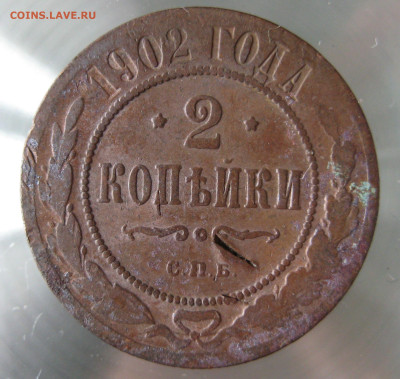 COINS.LAVE.RU
1902 ГОДА
2
КОПѢЙКИ
С.П.Б.